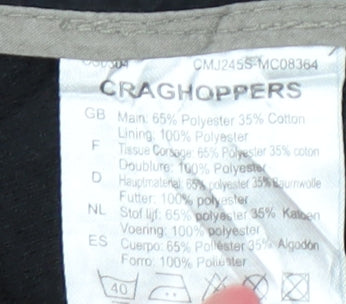 CMJ245S-MC08364
CRAGHOPPERS
GB Main: 65% Polyester 35% Cotton
Lining: 100% Polyester
F Tissue Corsage: 65% Polyester 35% coton
Doublure: 100% Polyester
D Hauptmaterial: 65% polyester 35% Baumwolle
Futter: 100% polyester
NL Stof lijf: 65% polyester 35% Katoen
Voering: 100% polyester
ES Cuerpo: 65% Poliéster 35% Algodón
Forro: 100% Poliéster
40